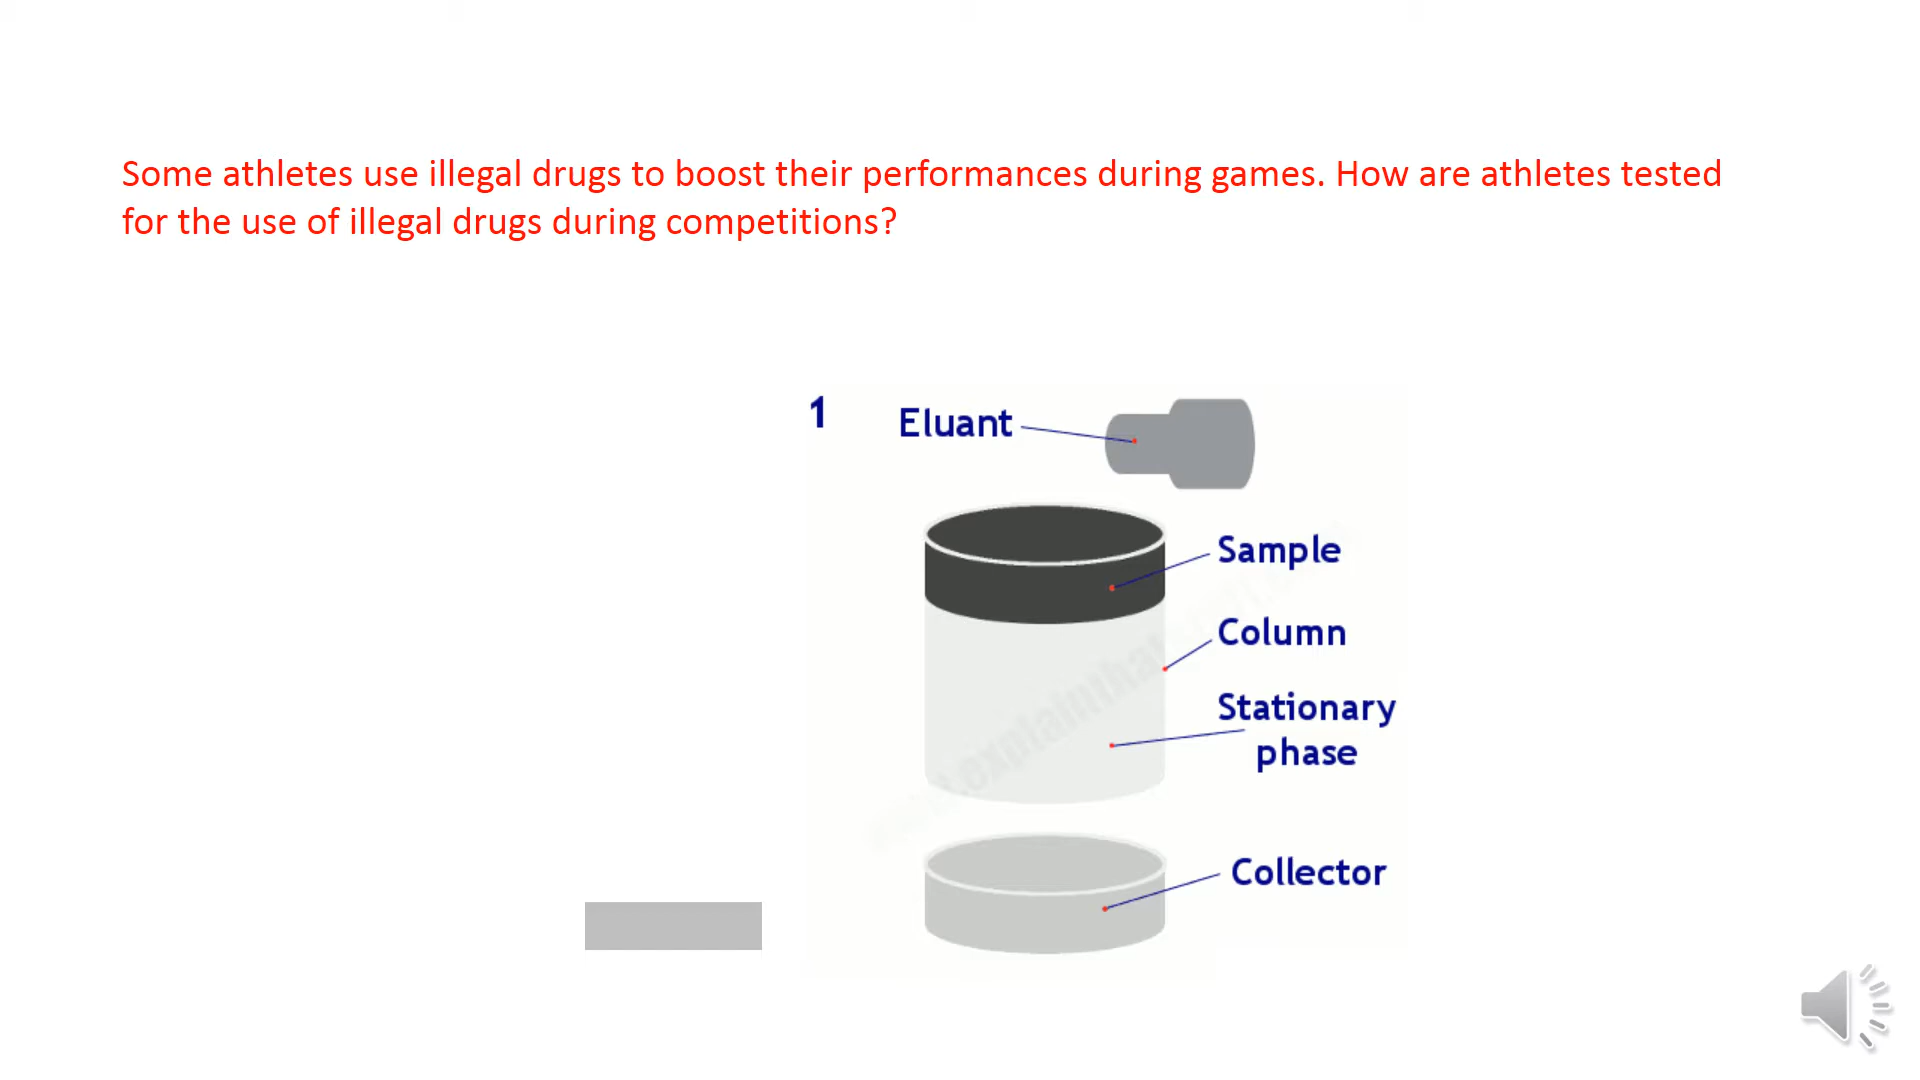 Some athletes use illegal drugs to boost their performances during games. How are athletes tested
for the use of illegal drugs during competitions?
1
Eluant
Sample
Column
Stationary
phase
Collector